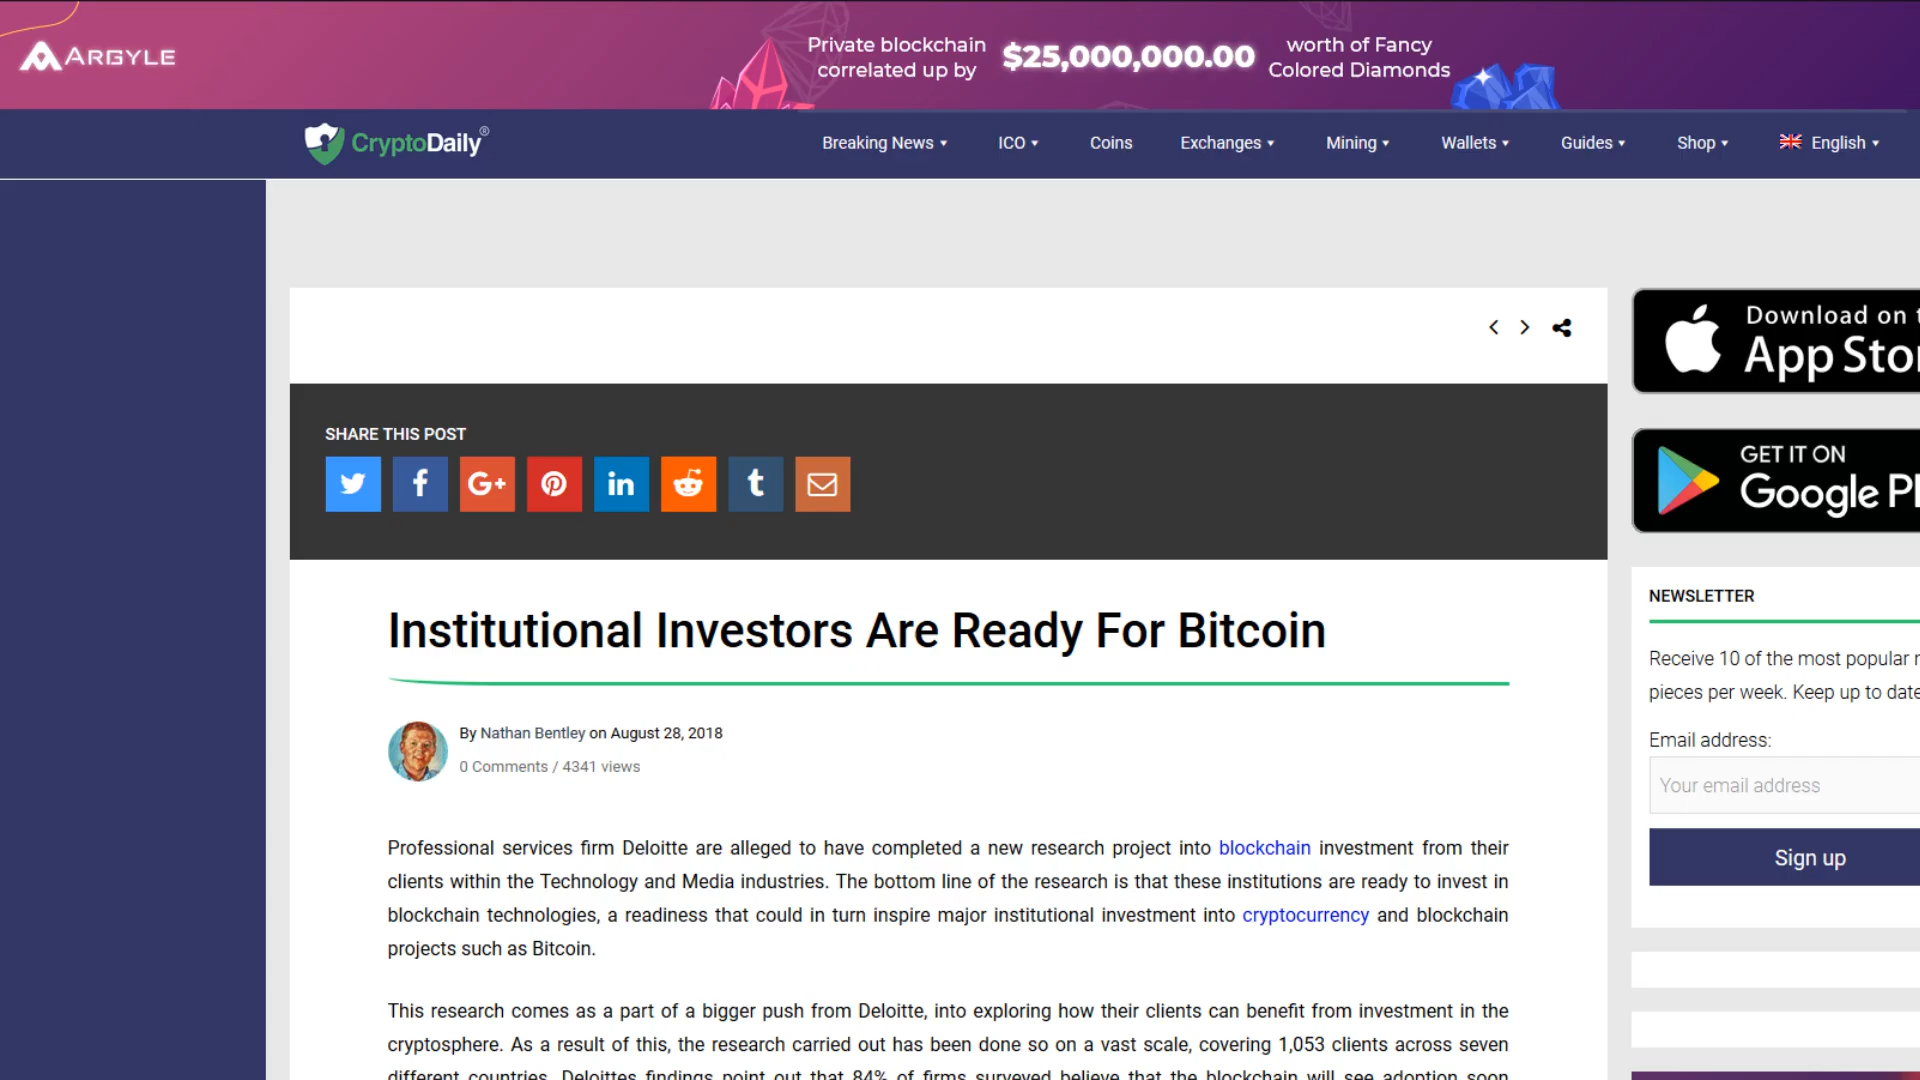 ARGYLE
Private blockchain
correlated up by
$25,000,000.00
worth of Fancy
Colored Diamonds
CryptoDaily®
Breaking News ICO Coins Exchanges Mining Wallets Guides Shop English
Download on
App Sto
GET IT ON
Google Pl
SHARE THIS POST
Institutional Investors Are Ready For Bitcoin
By Nathan Bentley on August 28, 2018
0 Comments / 4341 views
Professional services firm Deloitte are alleged to have completed a new research project into blockchain investment from their
clients within the Technology and Media industries. The bottom line of the research is that these institutions are ready to invest in
blockchain technologies, a readiness that could in turn inspire major institutional investment into cryptocurrency and blockchain
projects such as Bitcoin.
This research comes as a part of a bigger push from Deloitte, into exploring how their clients can benefit from investment in the
cryptosphere. As a result of this, the research carried out has been done so on a vast scale, covering 1,053 clients across seven
different countries. Deloittes findings point out that 84% of firms surveyed believe that the blockchain will see adoption soon
NEWSLETTER
Receive 10 of the most popular
pieces per week. Keep up to date
Email address:
Your email address
Sign up